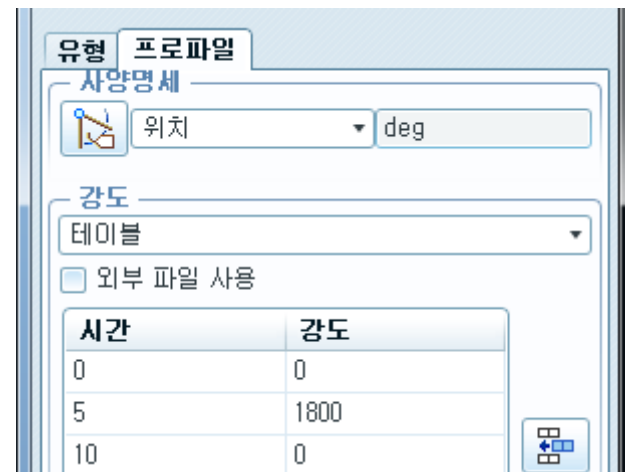 유형 프로파일
사양명세
위치 deg
강도
테이블
외부 파일 사용
시간 강도
0 0
5 1800
10 0